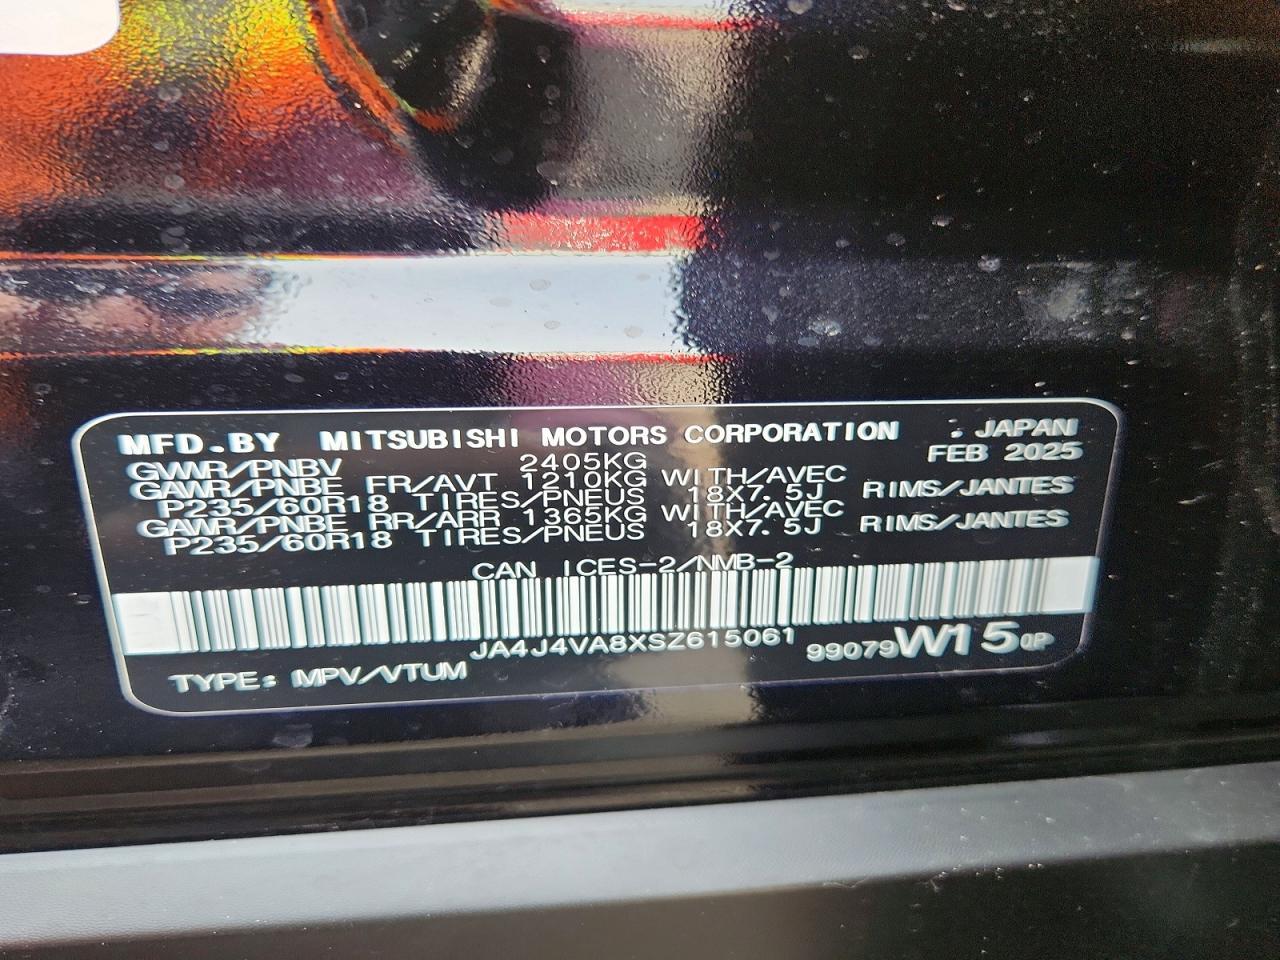 MFD.BY MITSUBISHI MOTORS CORPORATION . JAPAN
GVWR/PNBV 2405KG FEB 2025
GAWR/PNBE FR/AVT 1210KG WITH/AVEC
P235/60R18 TIRES/PNEUS 18X7.5J RIMS/JANTES
GAWR/PNBE RR/ARR 1365KG WITH/AVEC
P235/60R18 TIRES/PNEUS 18X7.5J RIMS/JANTES
CAN ICES-2/NMB-2
JA4J4VA8XSZ615061 99079W15QP
TYPE: MPV/VTUM